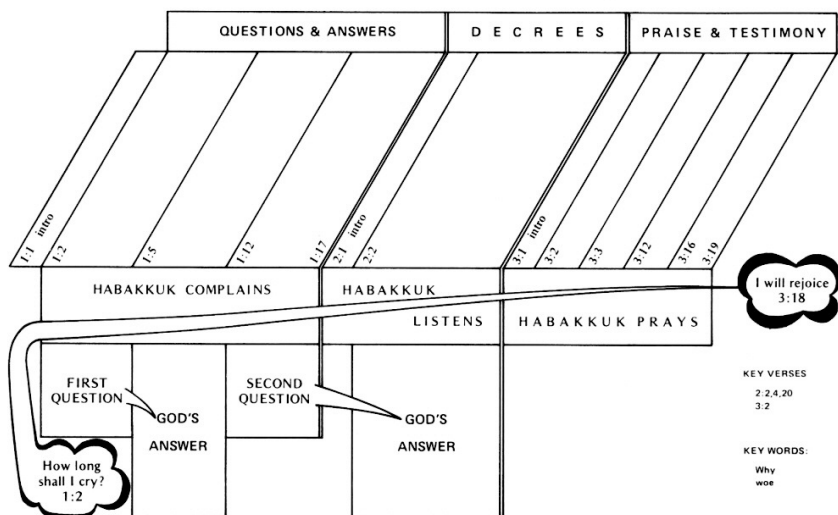 QUESTIONS & ANSWERS
DECREES
PRAISE & TESTIMONY
1:1 intro
1:2
1:5
1:12
1:17
2:1 intro
2:2
3:1 intro
3:2
3:3
3:12
3:16
3:19
HABAKKUK COMPLAINS
HABAKKUK
LISTENS
HABAKKUK PRAYS
I will rejoice
3:18
FIRST
QUESTION
GOD'S
ANSWER
SECOND
QUESTION
GOD'S
ANSWER
How long
shall I cry?
1:2
KEY VERSES
2:2,4,20
3:2
KEY WORDS:
Why
woe